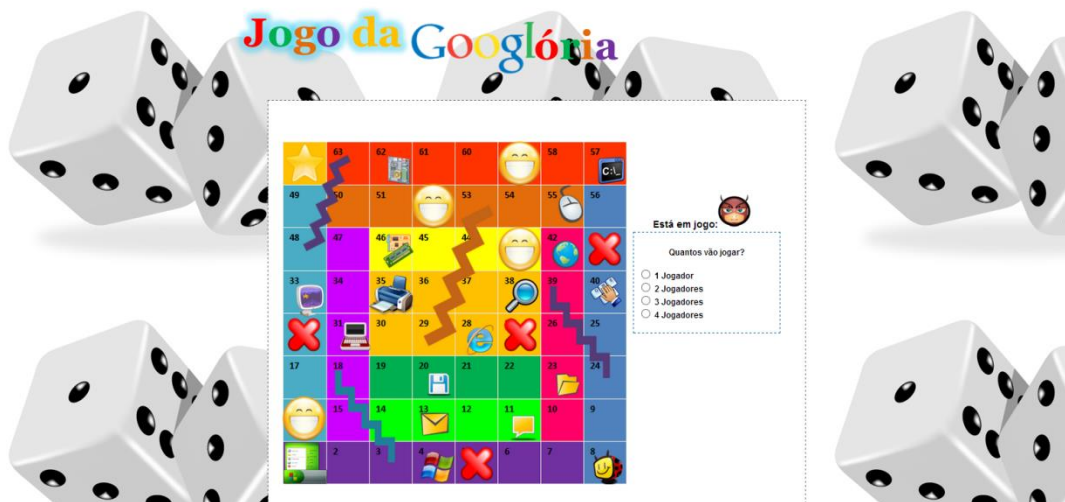 Jogo da Googlória
63 62 61 60 58 57
C:\_
49 50 51 53 54 55 56
48 47 46 45 44 42
33 34 35 36 37 38 39 40
31 30 29 28 26 25
17 18 19 20 21 22 23 24
15 14 13 12 11 10 9
2 3 4 6 7 8
Está em jogo:
Quantos vão jogar?
1 Jogador
2 Jogadores
3 Jogadores
4 Jogadores